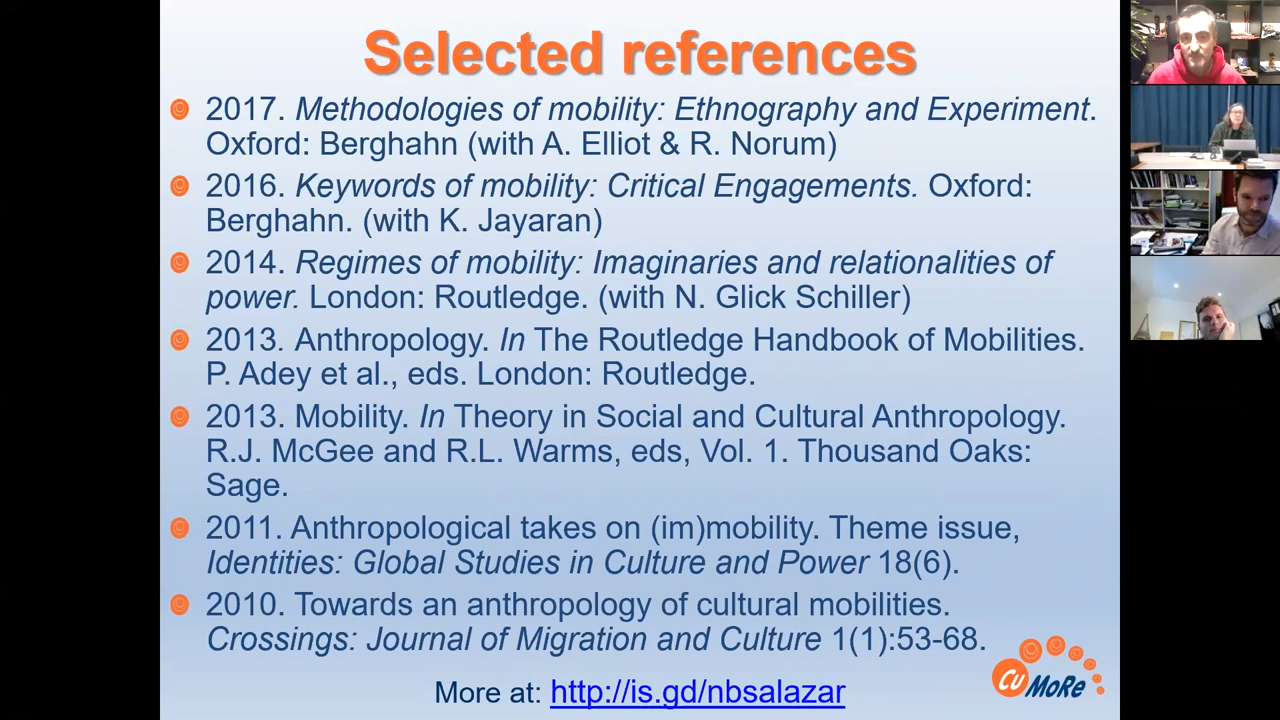 Selected references
2017. Methodologies of mobility: Ethnography and Experiment.
Oxford: Berghahn (with A. Elliot & R. Norum)
2016. Keywords of mobility: Critical Engagements. Oxford:
Berghahn. (with K. Jayaran)
2014. Regimes of mobility: Imaginaries and relationalities of
power. London: Routledge. (with N. Glick Schiller)
2013. Anthropology. In The Routledge Handbook of Mobilities.
P. Adey et al., eds. London: Routledge.
2013. Mobility. In Theory in Social and Cultural Anthropology.
R.J. McGee and R.L. Warms, eds, Vol. 1. Thousand Oaks:
Sage.
2011. Anthropological takes on (im)mobility. Theme issue,
Identities: Global Studies in Culture and Power 18(6).
2010. Towards an anthropology of cultural mobilities.
Crossings: Journal of Migration and Culture 1(1):53-68.
More at: http://is.gd/nbsalazar
CuMoRe